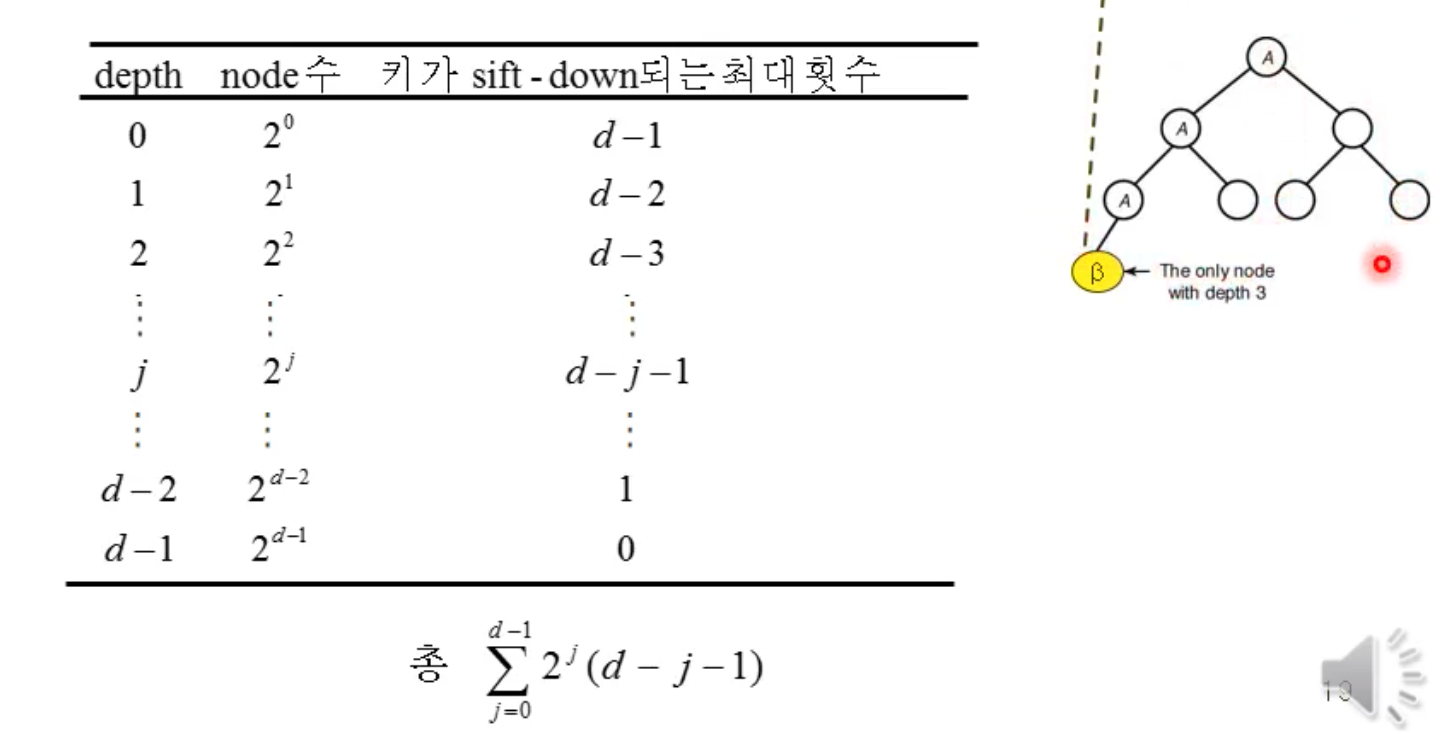 depth node수 키가 sift-down되는최대횟수
0 2^0 d−1
1 2^1 d−2
2 2^2 d−3
⋮ ⋮ ⋮
j 2^j d−j−1
⋮ ⋮ ⋮
d−2 2^{d−2} 1
d−1 2^{d−1} 0
총 \sum_{j=0}^{d−1} 2^j (d − j −1)
A
A
A
β
The only node
with depth 3
19